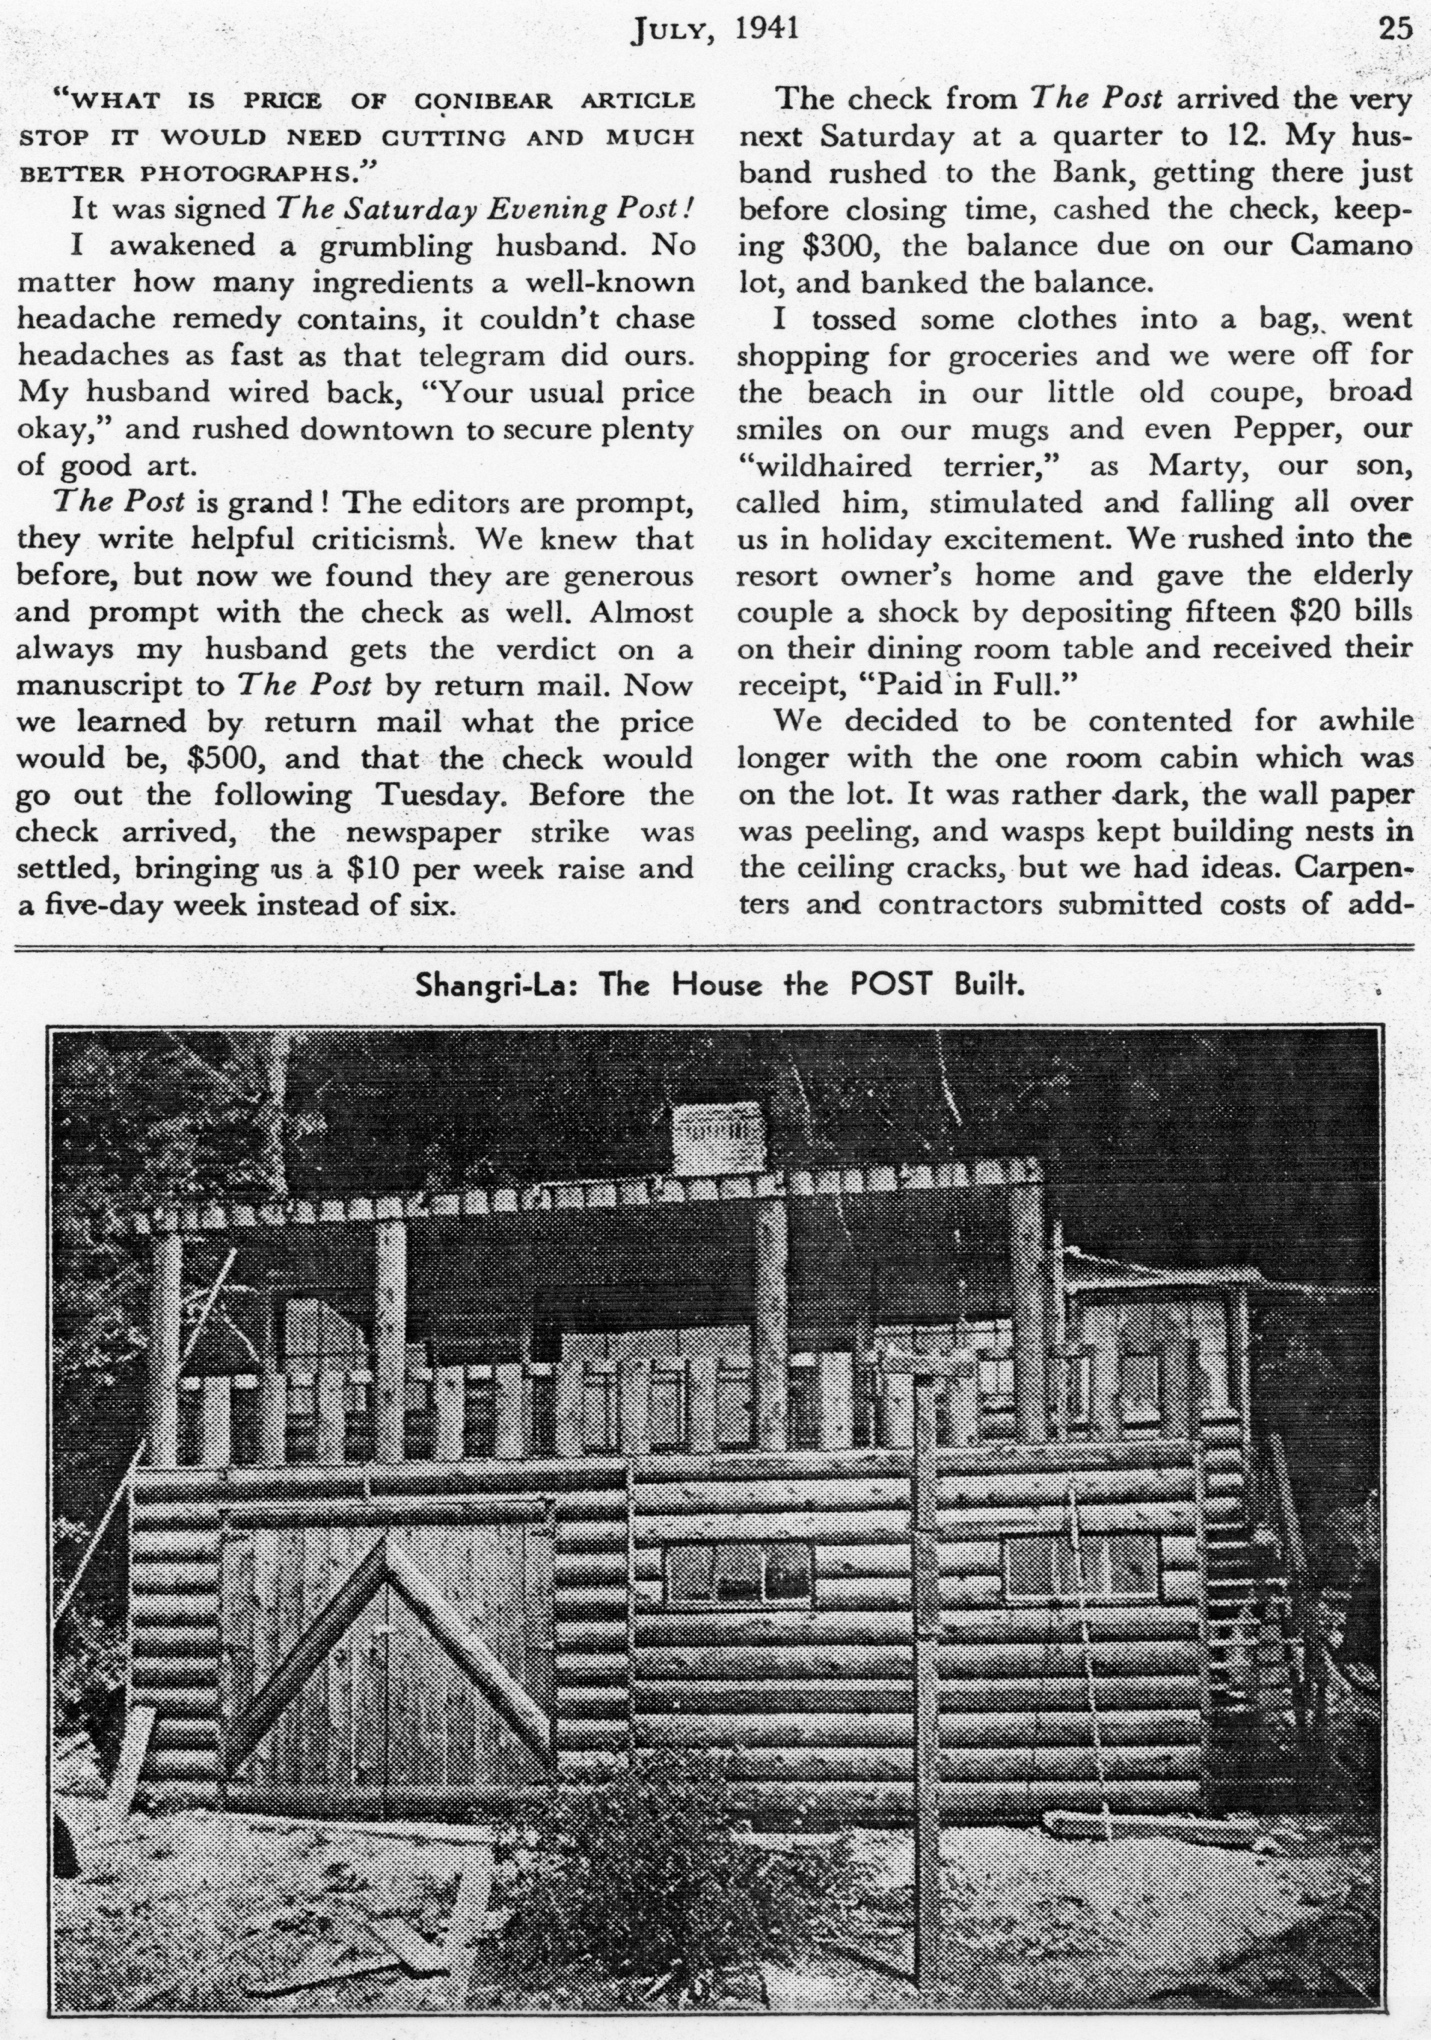 July, 1941
25
“WHAT IS PRICE OF CONIBEAR ARTICLE
STOP IT WOULD NEED CUTTING AND MUCH
BETTER PHOTOGRAPHS.”
It was signed The Saturday Evening Post!
I awakened a grumbling husband. No
matter how many ingredients a well-known
headache remedy contains, it couldn’t chase
headaches as fast as that telegram did ours.
My husband wired back, “Your usual price
okay,” and rushed downtown to secure plenty
of good art.
The Post is grand! The editors are prompt,
they write helpful criticisms. We knew that
before, but now we found they are generous
and prompt with the check as well. Almost
always my husband gets the verdict on a
manuscript to The Post by return mail. Now
we learned by return mail what the price
would be, $500, and that the check would
go out the following Tuesday. Before the
check arrived, the newspaper strike was
settled, bringing us a $10 per week raise and
a five-day week instead of six.
The check from The Post arrived the very
next Saturday at a quarter to 12. My hus-
band rushed to the Bank, getting there just
before closing time, cashed the check, keep-
ing $300, the balance due on our Camano
lot, and banked the balance.
I tossed some clothes into a bag, went
shopping for groceries and we were off for
the beach in our little old coupe, broad
smiles on our mugs and even Pepper, our
“wildhaired terrier,” as Marty, our son,
called him, stimulated and falling all over
us in holiday excitement. We rushed into the
resort owner’s home and gave the elderly
couple a shock by depositing fifteen $20 bills
on their dining room table and received their
receipt, “Paid in Full.”
We decided to be contented for awhile
longer with the one room cabin which was
on the lot. It was rather dark, the wall paper
was peeling, and wasps kept building nests in
the ceiling cracks, but we had ideas. Carpen-
ters and contractors submitted costs of add-
Shangri-La: The House the POST Built.